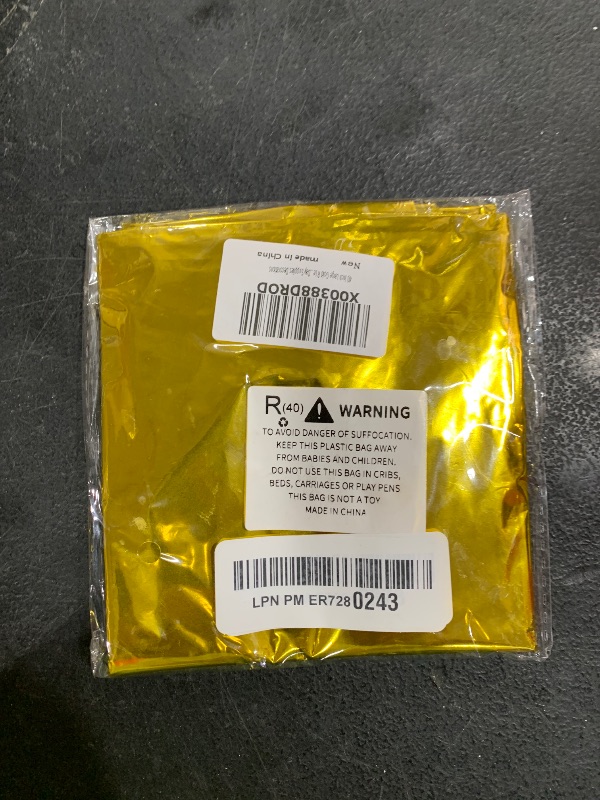 X00388DROD
New
made in China
R(40) WARNING
TO AVOID DANGER OF SUFFOCATION.
KEEP THIS PLASTIC BAG AWAY
FROM BABIES AND CHILDREN.
DO NOT USE THIS BAG IN CRIBS,
BEDS, CARRIAGES OR PLAY PENS
THIS BAG IS NOT A TOY
MADE IN CHINA
LPN PM ER7280243